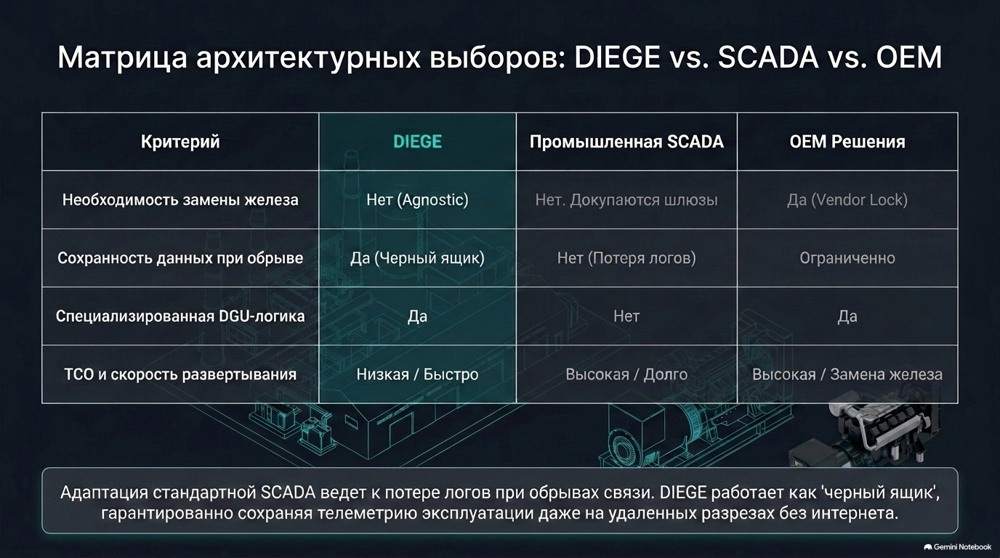 Матрица архитектурных выборов: DIEGE vs. SCADA vs. OEM
Критерий
DIEGE
Промышленная SCADA
OEM Решения
Необходимость замены железа
Нет (Agnostic)
Нет. Докупаются шлюзы
Да (Vendor Lock)
Сохранность данных при обрыве
Да (Черный ящик)
Нет (Потеря логов)
Ограниченно
Специализированная DGU-логика
Да
Нет
Да
TCO и скорость развертывания
Низкая / Быстро
Высокая / Долго
Высокая / Замена железа
Адаптация стандартной SCADA ведет к потере логов при обрывах связи. DIEGE работает как 'черный ящик',
гарантированно сохраняя телеметрию эксплуатации даже на удаленных разрезах без интернета.
Gemini Notebook